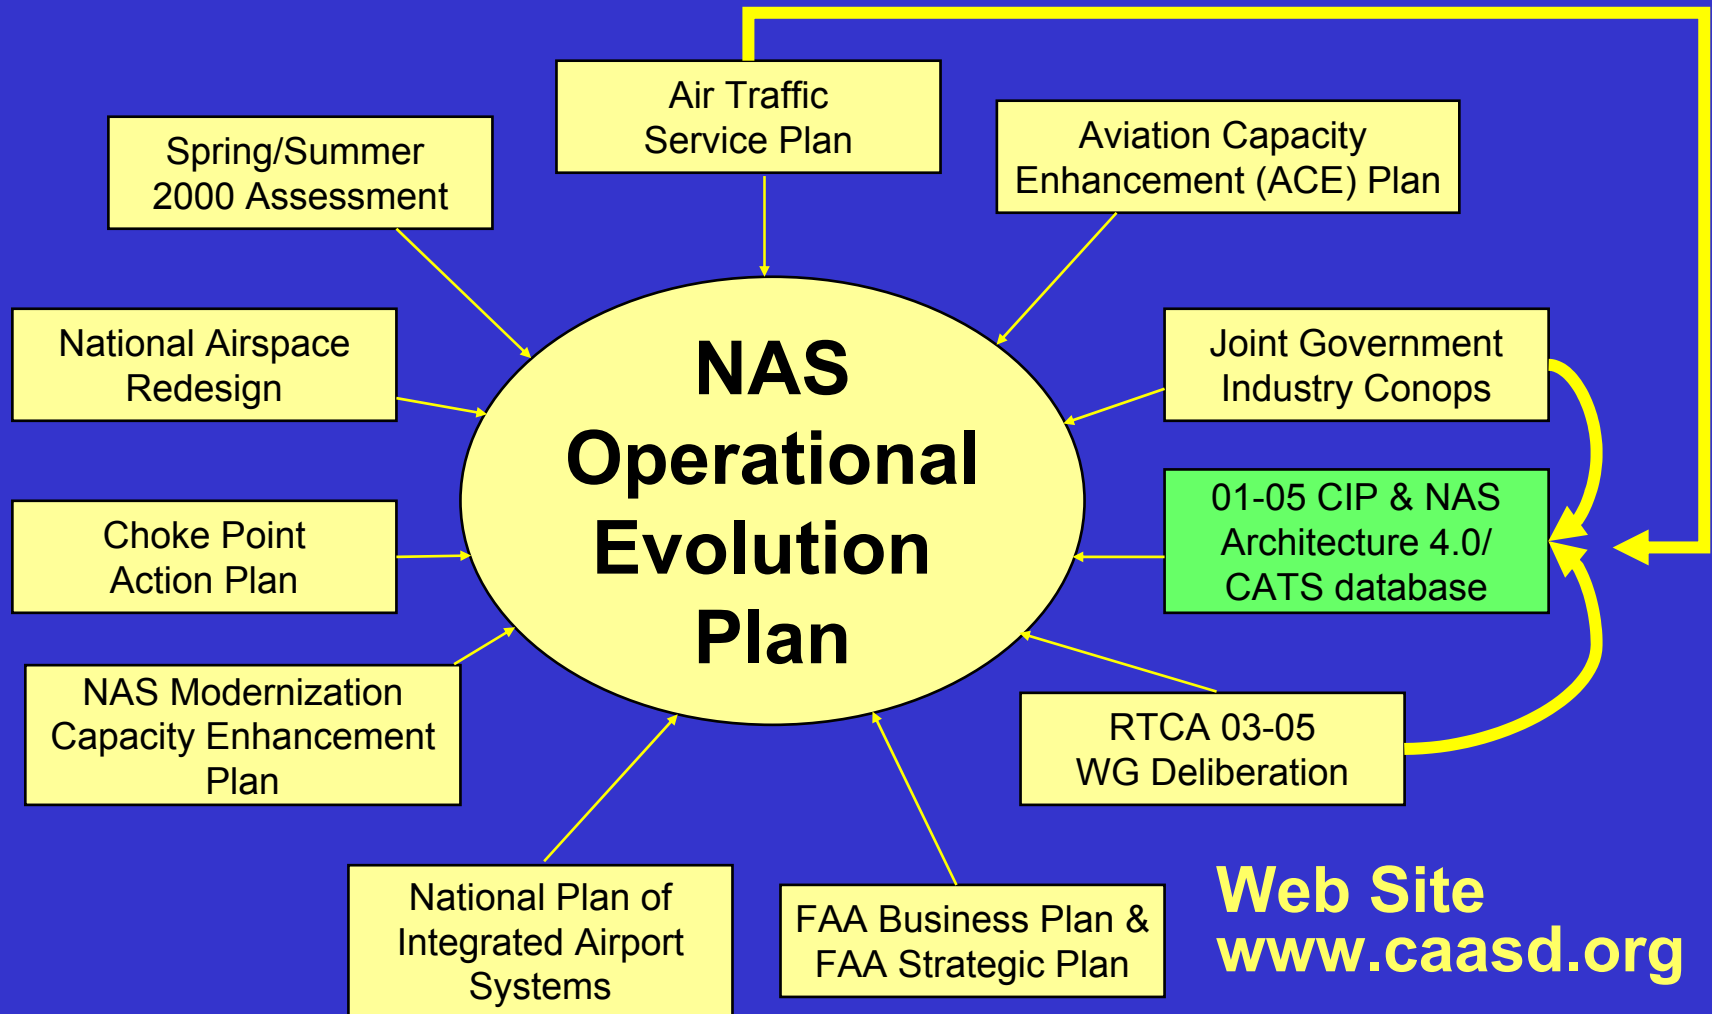 Air Traffic
Service Plan
Spring/Summer
2000 Assessment
Aviation Capacity
Enhancement (ACE) Plan
National Airspace
Redesign
NAS
Operational
Evolution
Plan
Joint Government
Industry Conops
Choke Point
Action Plan
01-05 CIP & NAS
Architecture 4.0/
CATS database
NAS Modernization
Capacity Enhancement
Plan
RTCA 03-05
WG Deliberation
National Plan of
Integrated Airport
Systems
FAA Business Plan &
FAA Strategic Plan
Web Site
www.caasd.org